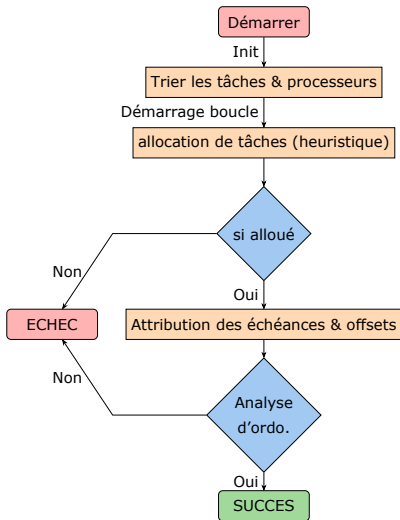 Démarrer
Init
Trier les tâches & processeurs
Démarrage boucle
allocation de tâches (heuristique)
si alloué
Non
Oui
ECHEC
Attribution des échéances & offsets
Non
Analyse
d'ordo.
Oui
SUCCES